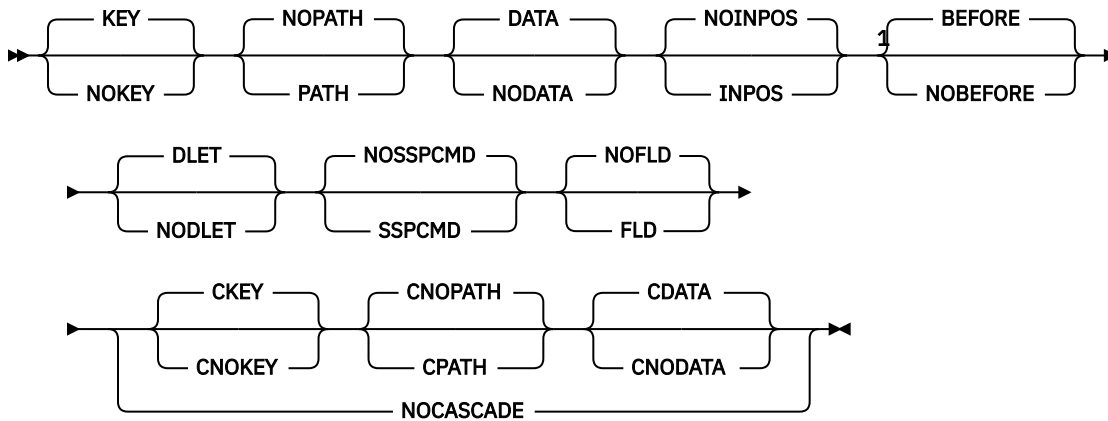 KEY NOPATH DATA NOINPOS BEFORE
1
NOKEY PATH NODATA INPOS NOBEFORE
DLET NOSSPCMD NOFLD
NODLET SSPCMD FLD
CKEY CNOPATH CDATA
CNOKEY CPATH CNODATA
NOCASCADE